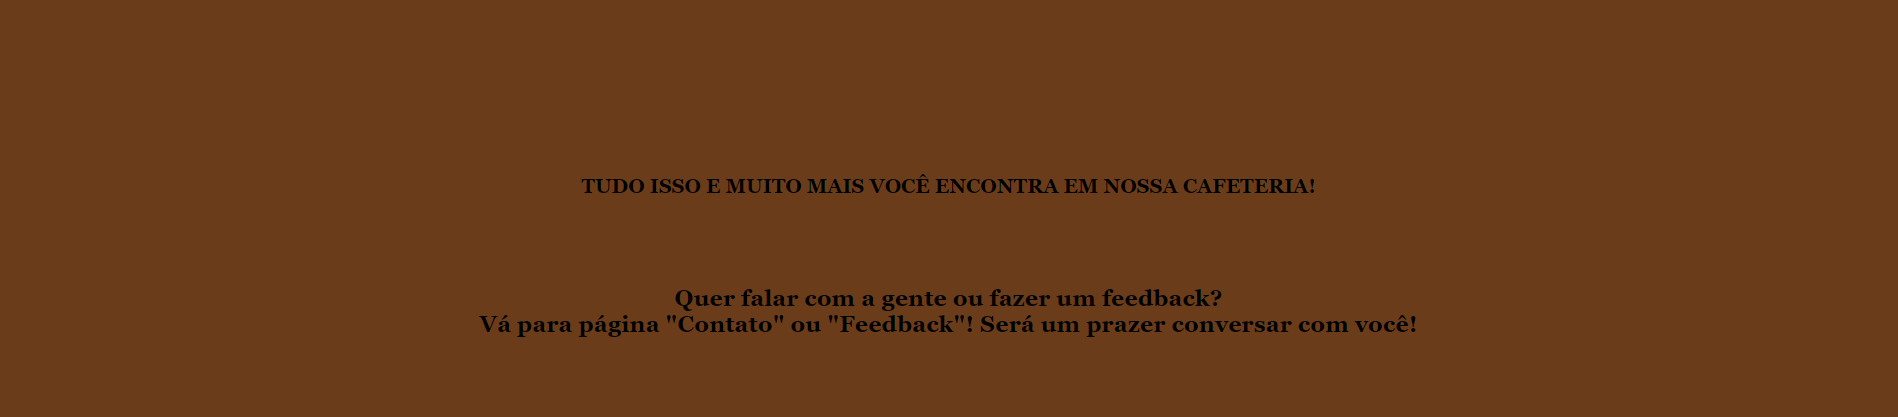 TUDO ISSO E MUITO MAIS VOCÊ ENCONTRA EM NOSSA CAFETERIA!
Quer falar com a gente ou fazer um feedback?
Vá para página "Contato" ou "Feedback"! Será um prazer conversar com você!